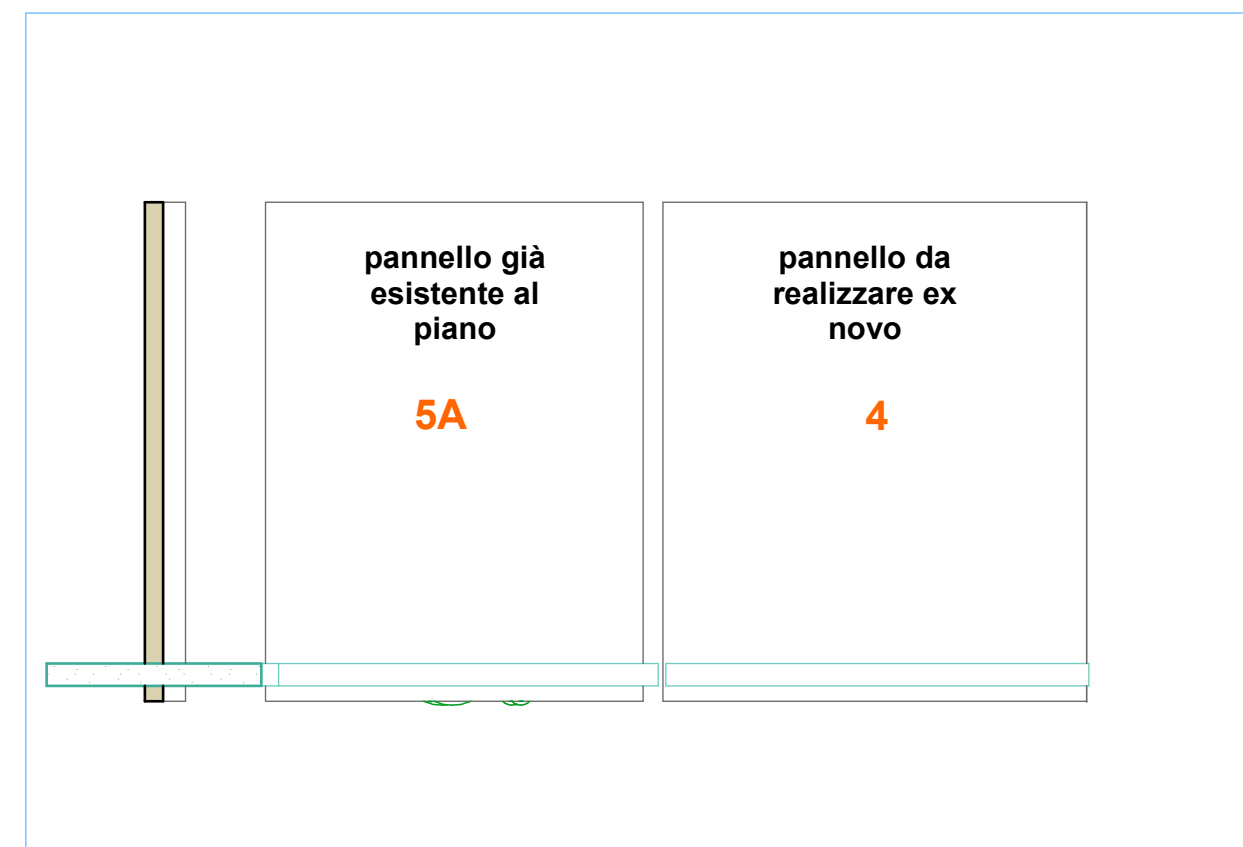 pannello già
esistente al
piano
5A
pannello da
realizzare ex
novo
4